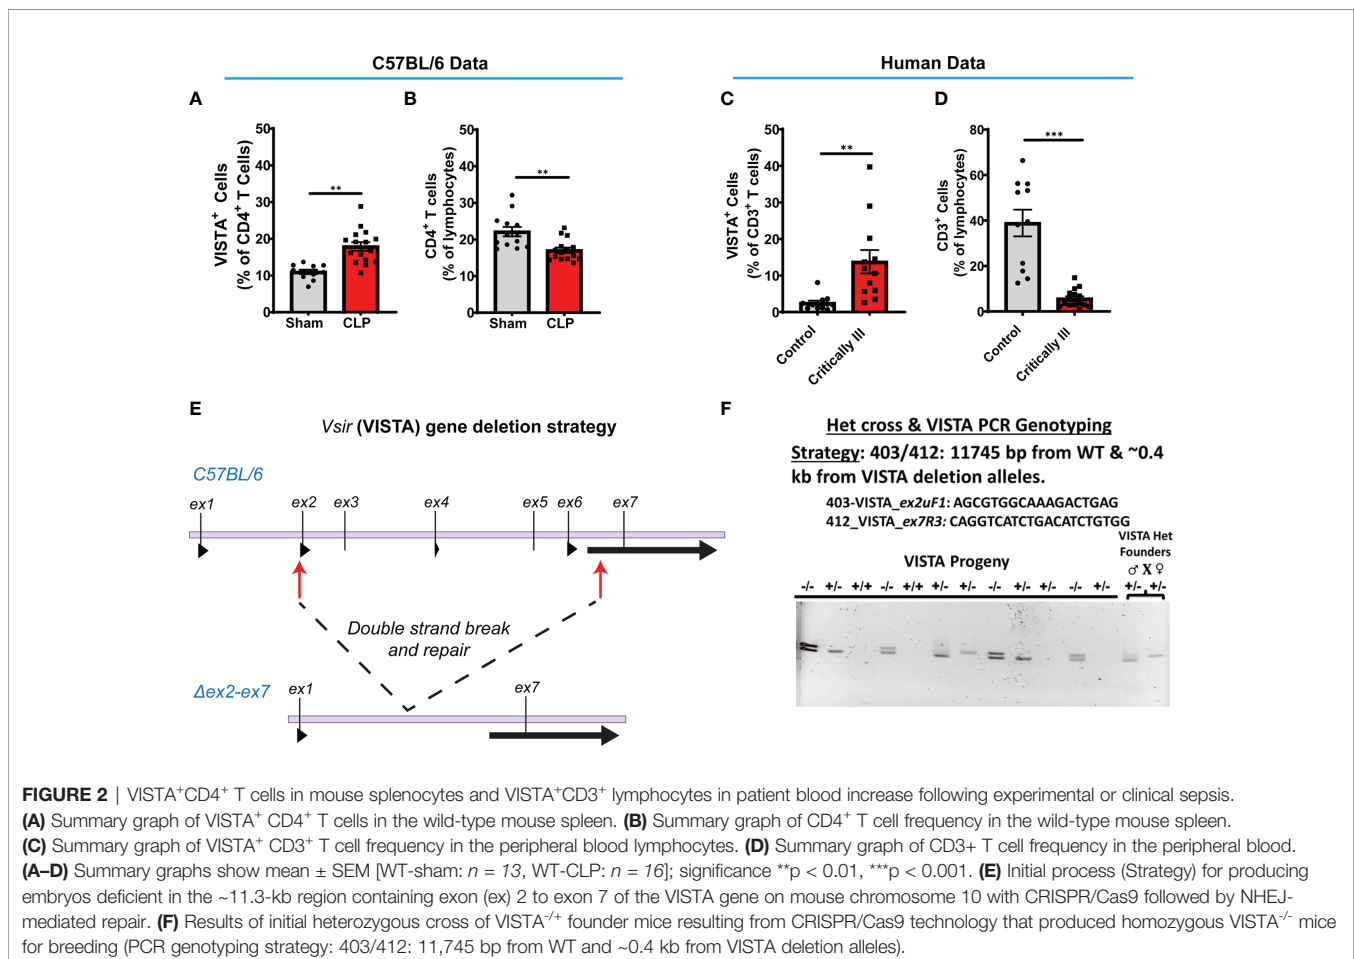 C57BL/6 Data
Human Data
A
B
C
D
VISTA⁺ Cells
(% of CD4⁺ T Cells)
50
40
30
20
10
0
**
Sham
CLP
CD4⁺ T cells
(% of lymphocytes)
50
40
30
20
10
0
**
Sham
CLP
VISTA⁺ Cells
(% of CD3⁺ T cells)
50
40
30
20
10
0
**
Control
Critically Ill
CD3⁺ Cells
(% of lymphocytes)
80
60
40
20
0
***
Control
Critically Ill
E
Vsir (VISTA) gene deletion strategy
C57BL/6
ex1
ex2
ex3
ex4
ex5
ex6
ex7
Double strand break
and repair
Δex2-ex7
ex1
ex7
F
Het cross & VISTA PCR Genotyping
Strategy: 403/412: 11745 bp from WT & ~0.4
kb from VISTA deletion alleles.
403-VISTA_ex2uF1: AGCGTGGCAAAGACTGAG
412_VISTA_ex7R3: CAGGTCATCTGACATCTGTGG
VISTA Het
Founders
♂ X ♀
VISTA Progeny
-/- +/- +/+ -/- +/+ +/- +/- -/- +/- +/- -/- +/- +/- +/-
FIGURE 2 | VISTA⁺CD4⁺ T cells in mouse splenocytes and VISTA⁺CD3⁺ lymphocytes in patient blood increase following experimental or clinical sepsis.
(A) Summary graph of VISTA⁺ CD4⁺ T cells in the wild-type mouse spleen. (B) Summary graph of CD4⁺ T cell frequency in the wild-type mouse spleen.
(C) Summary graph of VISTA⁺ CD3⁺ T cell frequency in the peripheral blood lymphocytes. (D) Summary graph of CD3+ T cell frequency in the peripheral blood.
(A–D) Summary graphs show mean ± SEM [WT-sham: n = 13, WT-CLP: n = 16]; significance **p < 0.01, ***p < 0.001. (E) Initial process (Strategy) for producing
embryos deficient in the ~11.3-kb region containing exon (ex) 2 to exon 7 of the VISTA gene on mouse chromosome 10 with CRISPR/Cas9 followed by NHEJ-
mediated repair. (F) Results of initial heterozygous cross of VISTA⁻/⁺ founder mice resulting from CRISPR/Cas9 technology that produced homozygous VISTA⁻/⁻ mice
for breeding (PCR genotyping strategy: 403/412: 11,745 bp from WT and ~0.4 kb from VISTA deletion alleles).